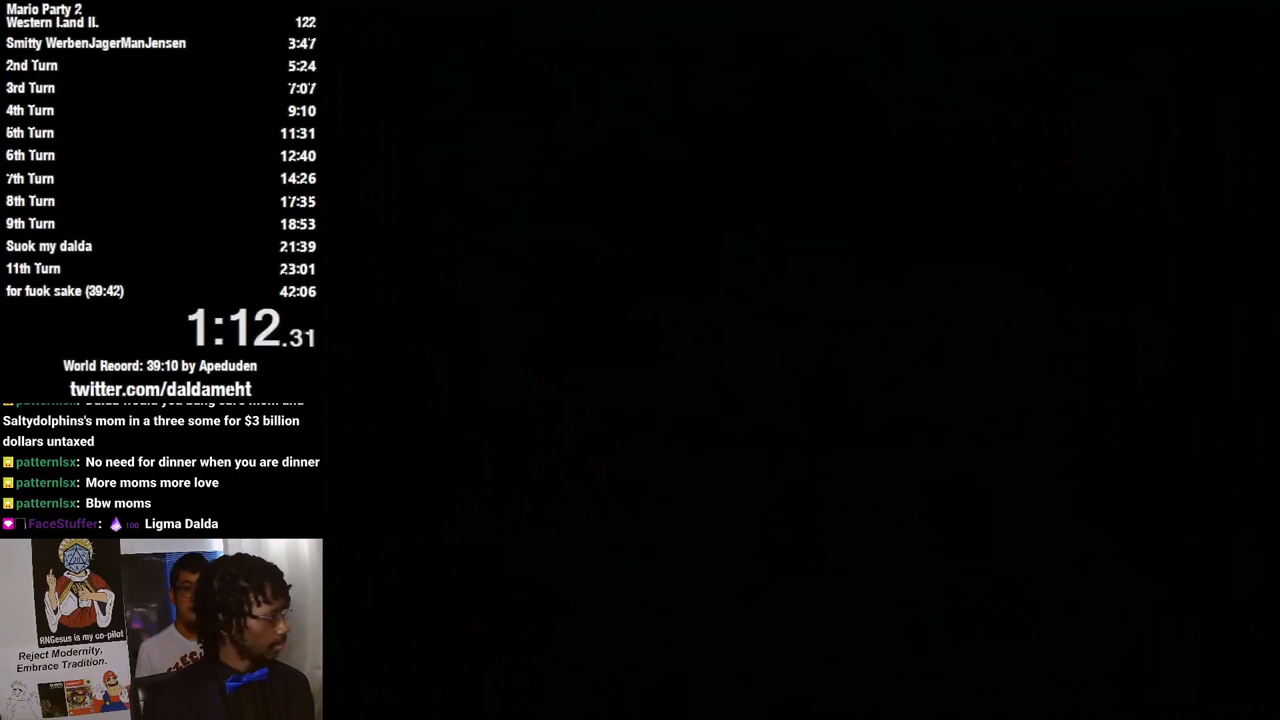 Mario Party 2
Western Land II. 122
Smitty WerbenJagerManJensen 3:47
2nd Turn 5:24
3rd Turn 7:07
4th Turn 9:10
5th Turn 11:31
6th Turn 12:40
7th Turn 14:26
8th Turn 17:35
9th Turn 18:53
Suck my dalda 21:39
11th Turn 23:01
for fuck sake (39:42) 42:06
1:12.31
World Record: 39:10 by Apeduden
twitter.com/daldameht
Saltydolphins's mom in a three some for $3 billion
dollars untaxed
patternlsx: No need for dinner when you are dinner
patternlsx: More moms more love
patternlsx: Bbw moms
FaceStuffer: 100 Ligma Dalda
RNGesus is my co-pilot
Reject Modernity,
Embrace Tradition.